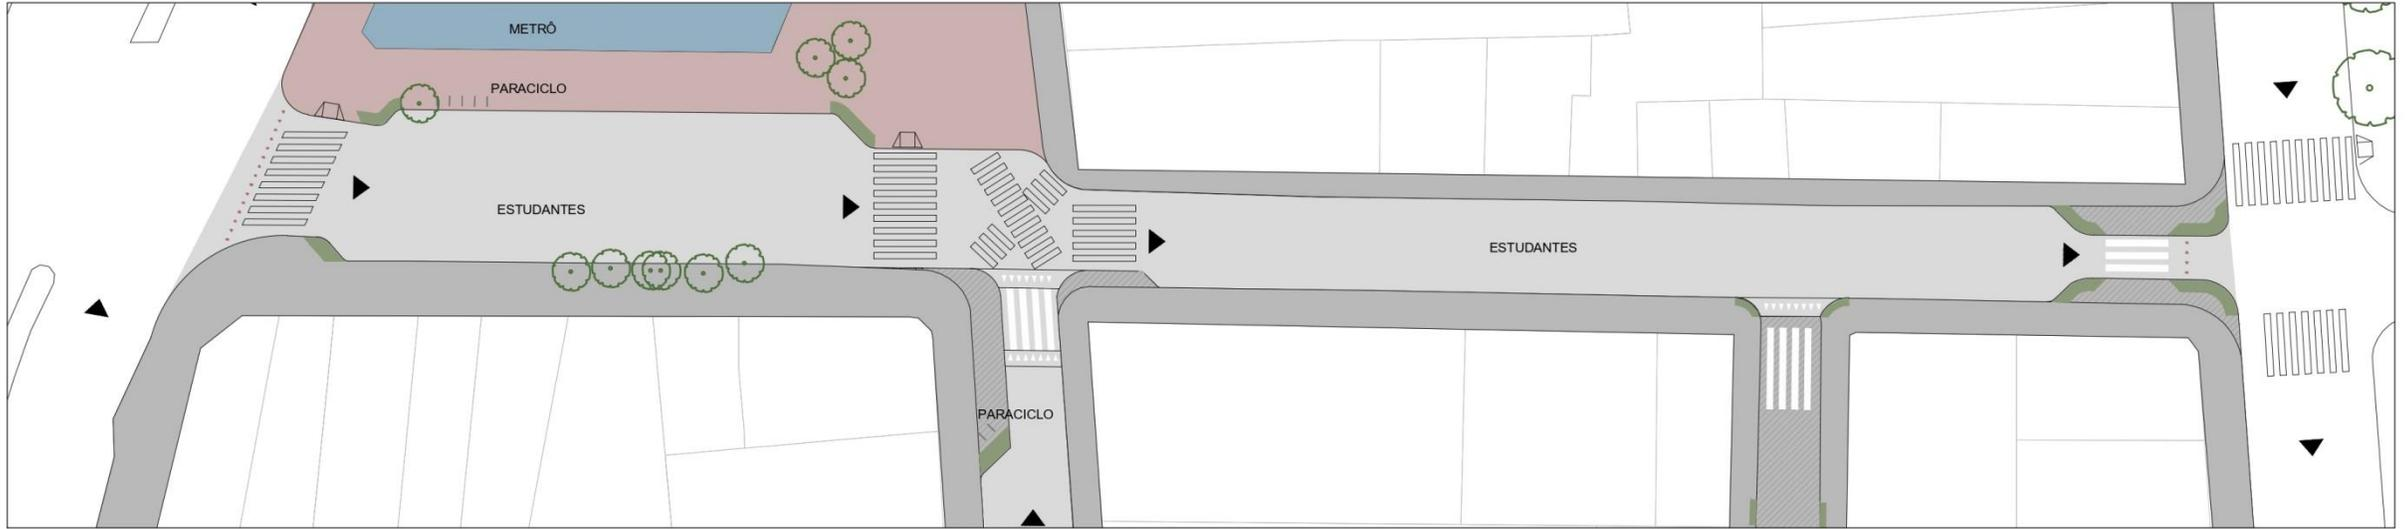 METRÔ
PARACICLO
ESTUDANTES
ESTUDANTES
PARACICLO